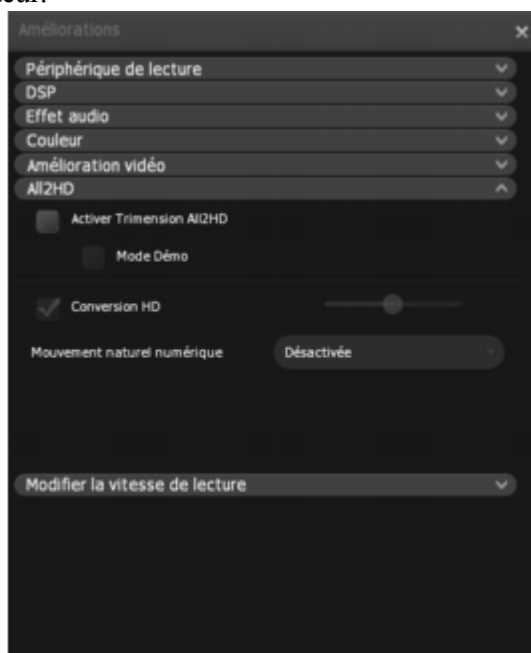 Améliorations
Périphérique de lecture
DSP
Effet audio
Couleur
Amélioration vidéo
All2HD
Activer Trimension All2HD
Mode Démo
Conversion HD
Mouvement naturel numérique Désactivée
Modifier la vitesse de lecture